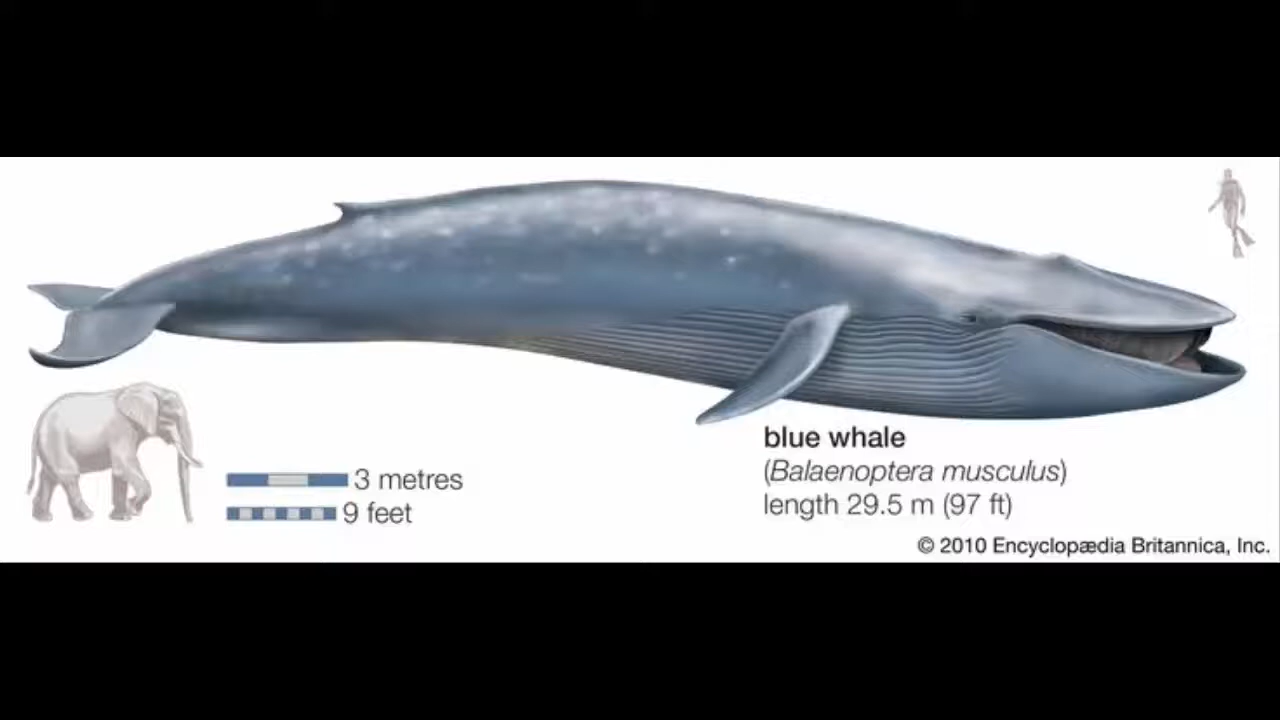 3 metres
9 feet
blue whale
(Balaenoptera musculus)
length 29.5 m (97 ft)
© 2010 Encyclopædia Britannica, Inc.